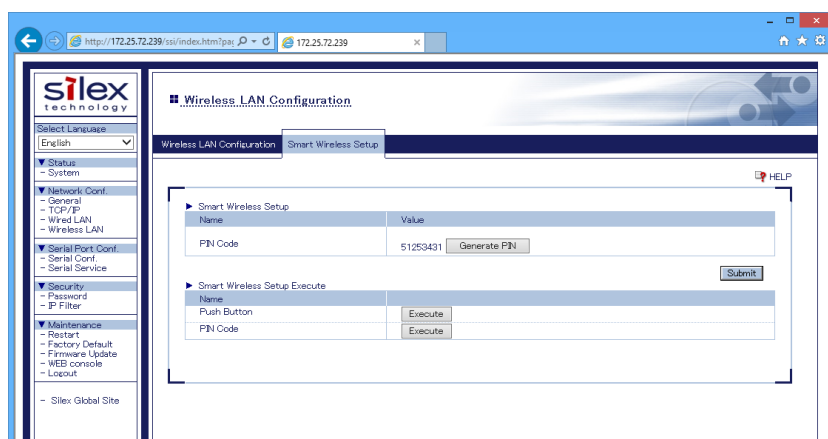 http://172.25.72.239/ssi/index.htm?pag
172.25.72.239
silex
technology
Select Language
English
▼ Status
- System
▼ Network Conf.
- General
- TCP/IP
- Wired LAN
- Wireless LAN
▼ Serial Port Conf.
- Serial Conf.
- Serial Service
▼ Security
- Password
- IP Filter
▼ Maintenance
- Restart
- Factory Default
- Firmware Update
- WEB console
- Logout
- Silex Global Site
Wireless LAN Configuration
Wireless LAN Configuration Smart Wireless Setup
HELP
Smart Wireless Setup
Name Value
PIN Code 51253431 Generate PIN
Submit
Smart Wireless Setup Execute
Name
Push Button Execute
PIN Code Execute